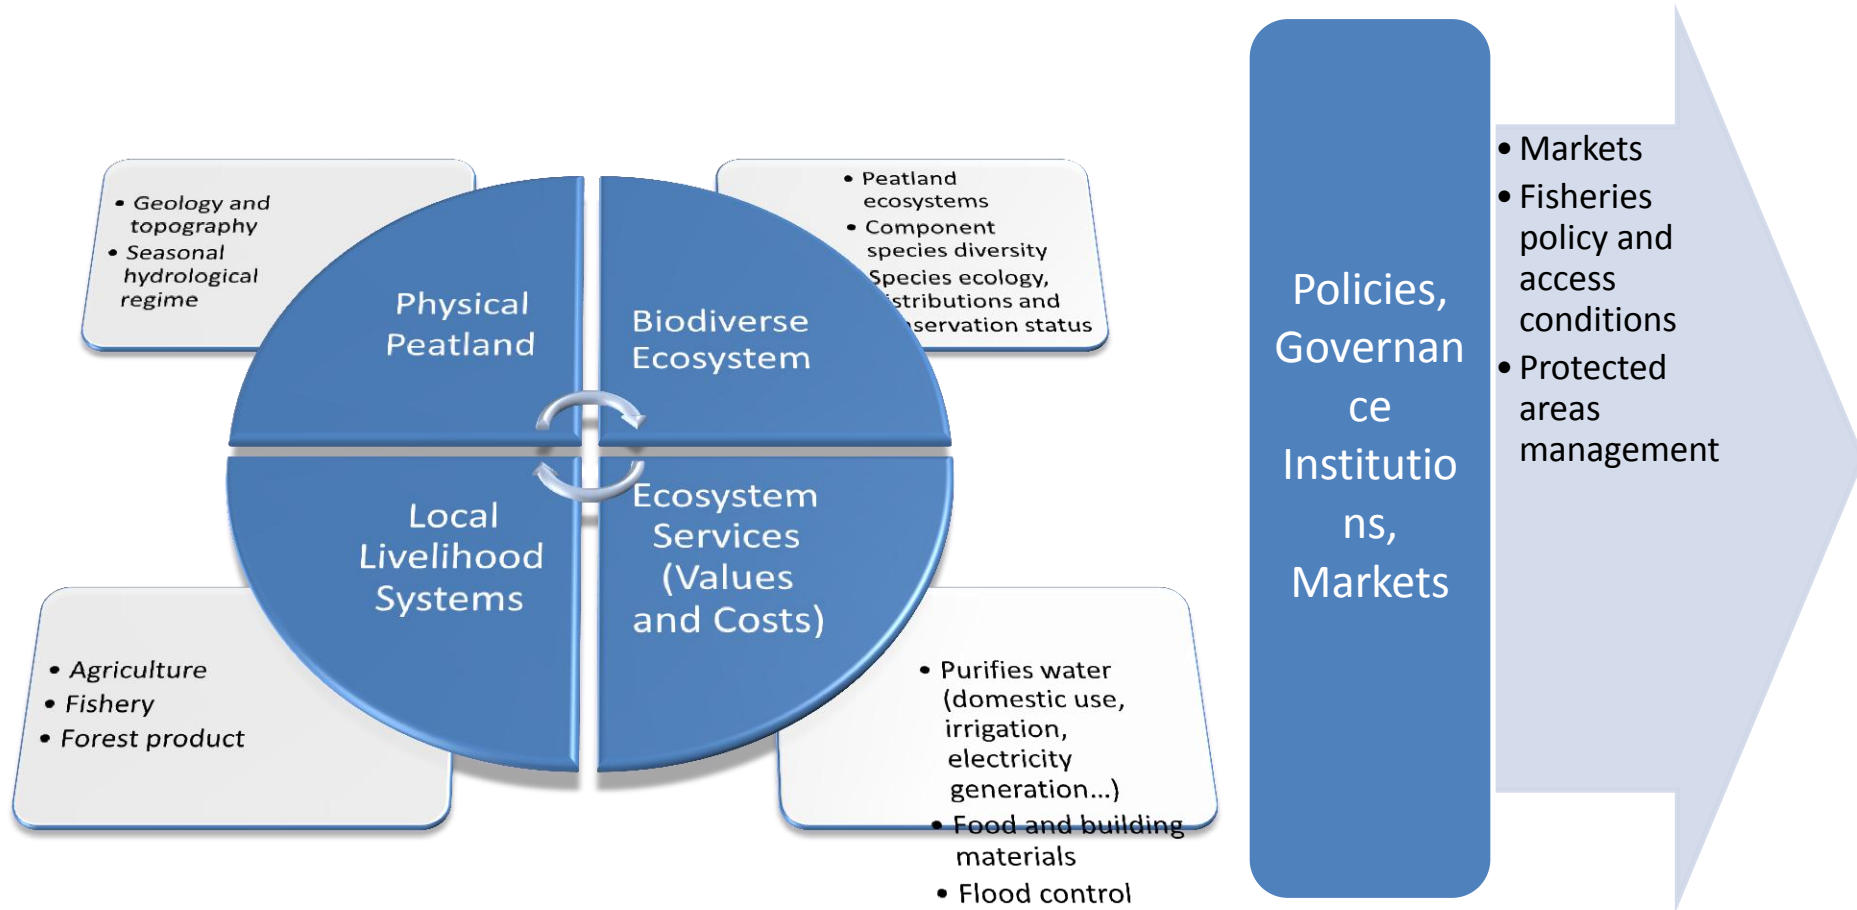 • Geology and
topography
• Seasonal
hydrological
regime
Physical
Peatland
• Peatland
ecosystems
• Component
species diversity
Species ecology,
and
status
Biodiverse
Ecosystem
Local
Livelihood
Systems
• Agriculture
• Fishery
• Forest product
Ecosystem
Services
(Values
and Costs)
• Purifies water
(domestic use,
irrigation,
electricity
generation...)
• Food and building
materials
• Flood control
Policies,
Governan
ce
Institutio
ns,
Markets
• Markets
• Fisheries
policy and
access
conditions
• Protected
areas
management